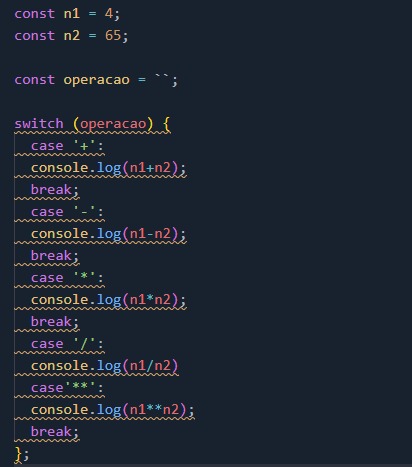 const n1 = 4;
const n2 = 65;
const operacao = ``;
switch (operacao) {
case '+':
console.log(n1+n2);
break;
case '-':
console.log(n1-n2);
break;
case '*':
console.log(n1*n2);
break;
case '/':
console.log(n1/n2)
case'**':
console.log(n1**n2);
break;
};